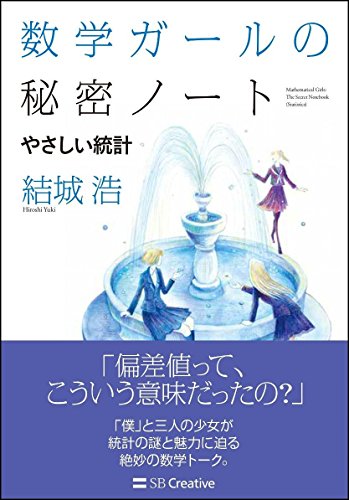 数学ガールの
秘密ノート
Mathematical Girls:
The Secret Notebook
(Statistics)
やさしい統計
結城 浩
Hiroshi Yuki
「偏差値って、
こういう意味だったの?」
「僕」と三人の少女が
統計の謎と魅力に迫る
絶妙の数学トーク。
SB Creative